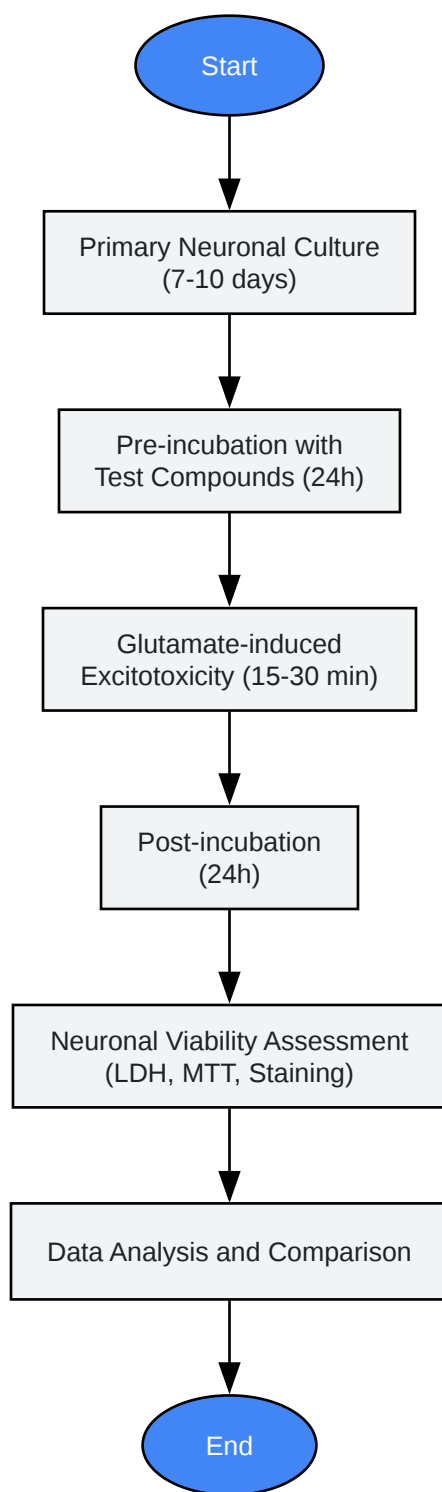 Start
Primary Neuronal Culture
(7-10 days)
Pre-incubation with
Test Compounds (24h)
Glutamate-induced
Excitotoxicity (15-30 min)
Post-incubation
(24h)
Neuronal Viability Assessment
(LDH, MTT, Staining)
Data Analysis and Comparison
End